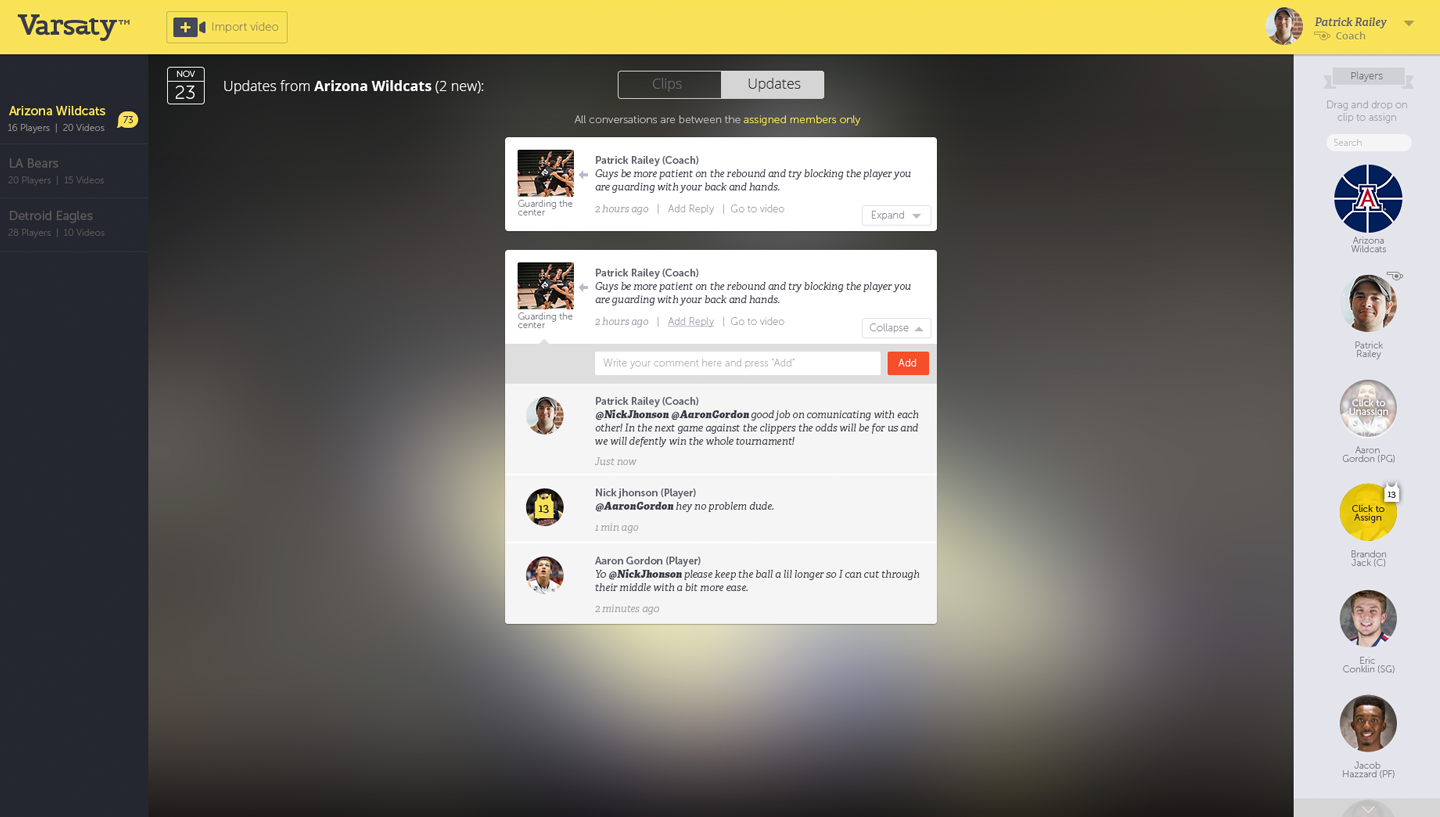 Varsaty™
Import video
Patrick Railey
Coach
Arizona Wildcats
16 Players | 20 Videos
73
LA Bears
20 Players | 15 Videos
Detroid Eagles
28 Players | 10 Videos
NOV
23
Updates from Arizona Wildcats (2 new):
Clips
Updates
All conversations are between the assigned members only
Guarding the
center
Patrick Railey (Coach)
Guys be more patient on the rebound and try blocking the player you
are guarding with your back and hands.
2 hours ago | Add Reply | Go to video
Expand
Guarding the
center
Patrick Railey (Coach)
Guys be more patient on the rebound and try blocking the player you
are guarding with your back and hands.
2 hours ago | Add Reply | Go to video
Collapse
Write your comment here and press "Add"
Add
Patrick Railey (Coach)
@NickJhonson @AaronGordon good job on comunicating with each
other! In the next game against the clippers the odds will be for us and
we will defently win the whole tournament!
Just now
13
Nick jhonson (Player)
@AaronGordon hey no problem dude.
1 min ago
Aaron Gordon (Player)
Yo @NickJhonson please keep the ball a lil longer so I can cut through
their middle with a bit more ease.
2 minutes ago
Players
Drag and drop on
clip to assign
Search
A
Arizona
Wildcats
Patrick
Railey
Click to
Unassign
Aaron
Gordon (PG)
13
Click to
Assign
Brandon
Jack (C)
Eric
Conklin (SG)
Jacob
Hazzard (PF)